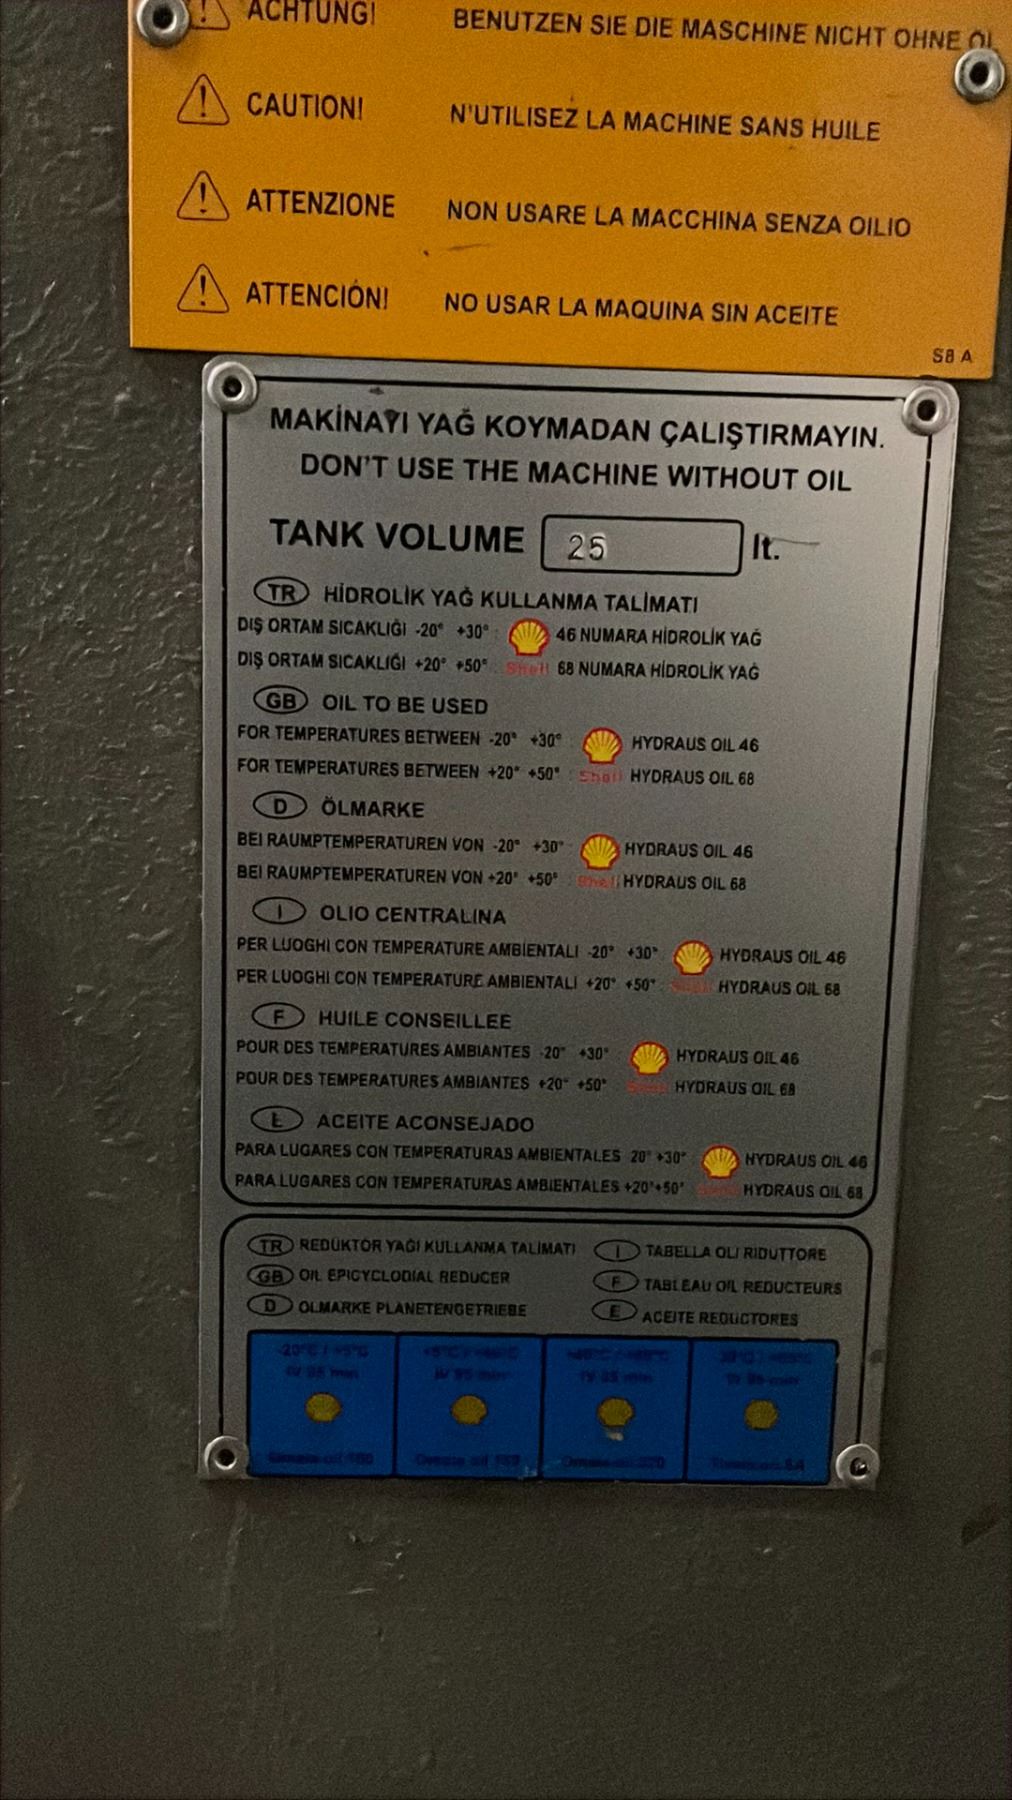 ACHTUNG! BENUTZEN SIE DIE MASCHINE NICHT OHNE ÖL
CAUTION! N'UTILISEZ LA MACHINE SANS HUILE
ATTENZIONE NON USARE LA MACCHINA SENZA OILIO
ATTENCIÓN! NO USAR LA MAQUINA SIN ACEITE
S8 A
MAKİNAYI YAĞ KOYMADAN ÇALIŞTIRMAYIN.
DON'T USE THE MACHINE WITHOUT OIL
TANK VOLUME 25 lt.
TR HİDROLİK YAĞ KULLANMA TALİMATI
DIŞ ORTAM SICAKLIĞI -20° +30° : 46 NUMARA HİDROLİK YAĞ
DIŞ ORTAM SICAKLIĞI +20° +50° : Shell 68 NUMARA HİDROLİK YAĞ
GB OIL TO BE USED
FOR TEMPERATURES BETWEEN -20° +30° : HYDRAUS OIL 46
FOR TEMPERATURES BETWEEN +20° +50° : Shell HYDRAUS OIL 68
D ÖLMARKE
BEI RAUMPTEMPERATUREN VON -20° +30° : HYDRAUS OIL 46
BEI RAUMPTEMPERATUREN VON +20° +50° : Shell HYDRAUS OIL 68
I OLIO CENTRALINA
PER LUOGHI CON TEMPERATURE AMBIENTALI -20° +30° : HYDRAUS OIL 46
PER LUOGHI CON TEMPERATURE AMBIENTALI +20° +50° : Shell HYDRAUS OIL 68
F HUILE CONSEILLEE
POUR DES TEMPERATURES AMBIANTES -20° +30° HYDRAUS OIL 46
POUR DES TEMPERATURES AMBIANTES +20° +50° Shell HYDRAUS OIL 68
E ACEITE ACONSEJADO
PARA LUGARES CON TEMPERATURAS AMBIENTALES 20° +30° HYDRAUS OIL 46
PARA LUGARES CON TEMPERATURAS AMBIENTALES +20°+50° Shell HYDRAUS OIL 68
TR REDÜKTÖR YAĞI KULLANMA TALİMATI
GB OIL EPICYCLODIAL REDUCER
D ÖLMARKE PLANETENGETRIEBE
I TABELLA OLI RIDUTTORE
F TABLEAU OIL REDUCTEURS
E ACEITE REDUCTORES